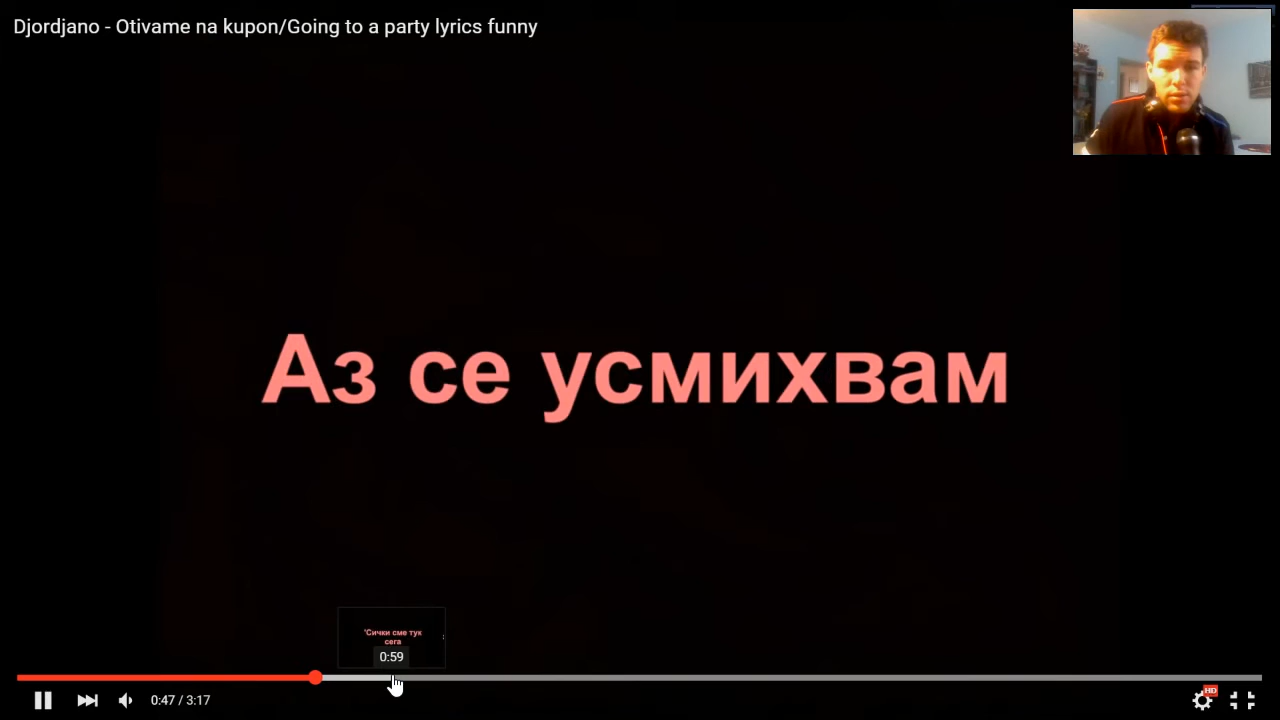 Djordjano - Otivame na kupon/Going to a party lyrics funny
Аз се усмихвам
'Сички сме тук
сега
0:59
0:47 / 3:17
HD